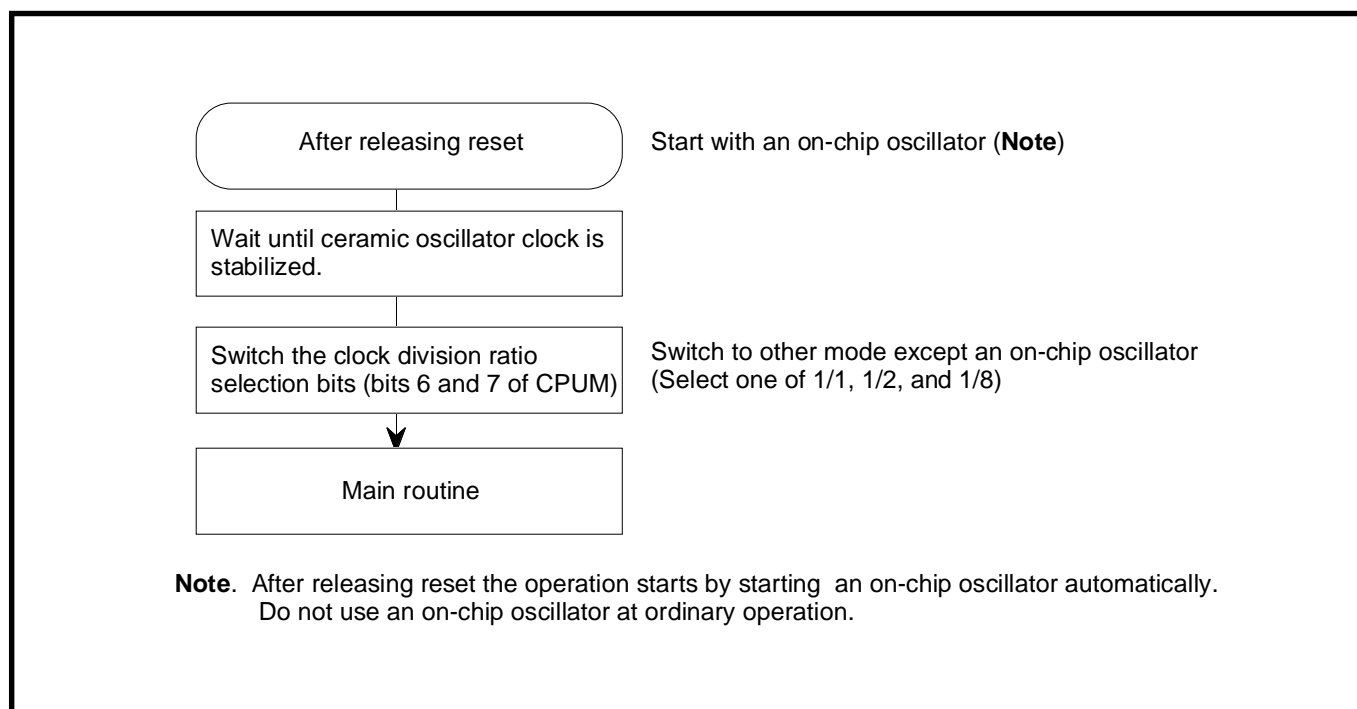 After releasing reset
Start with an on-chip oscillator (Note)
Wait until ceramic oscillator clock is
stabilized.
Switch the clock division ratio
selection bits (bits 6 and 7 of CPUM)
Switch to other mode except an on-chip oscillator
(Select one of 1/1, 1/2, and 1/8)
Main routine
Note. After releasing reset the operation starts by starting an on-chip oscillator automatically.
Do not use an on-chip oscillator at ordinary operation.